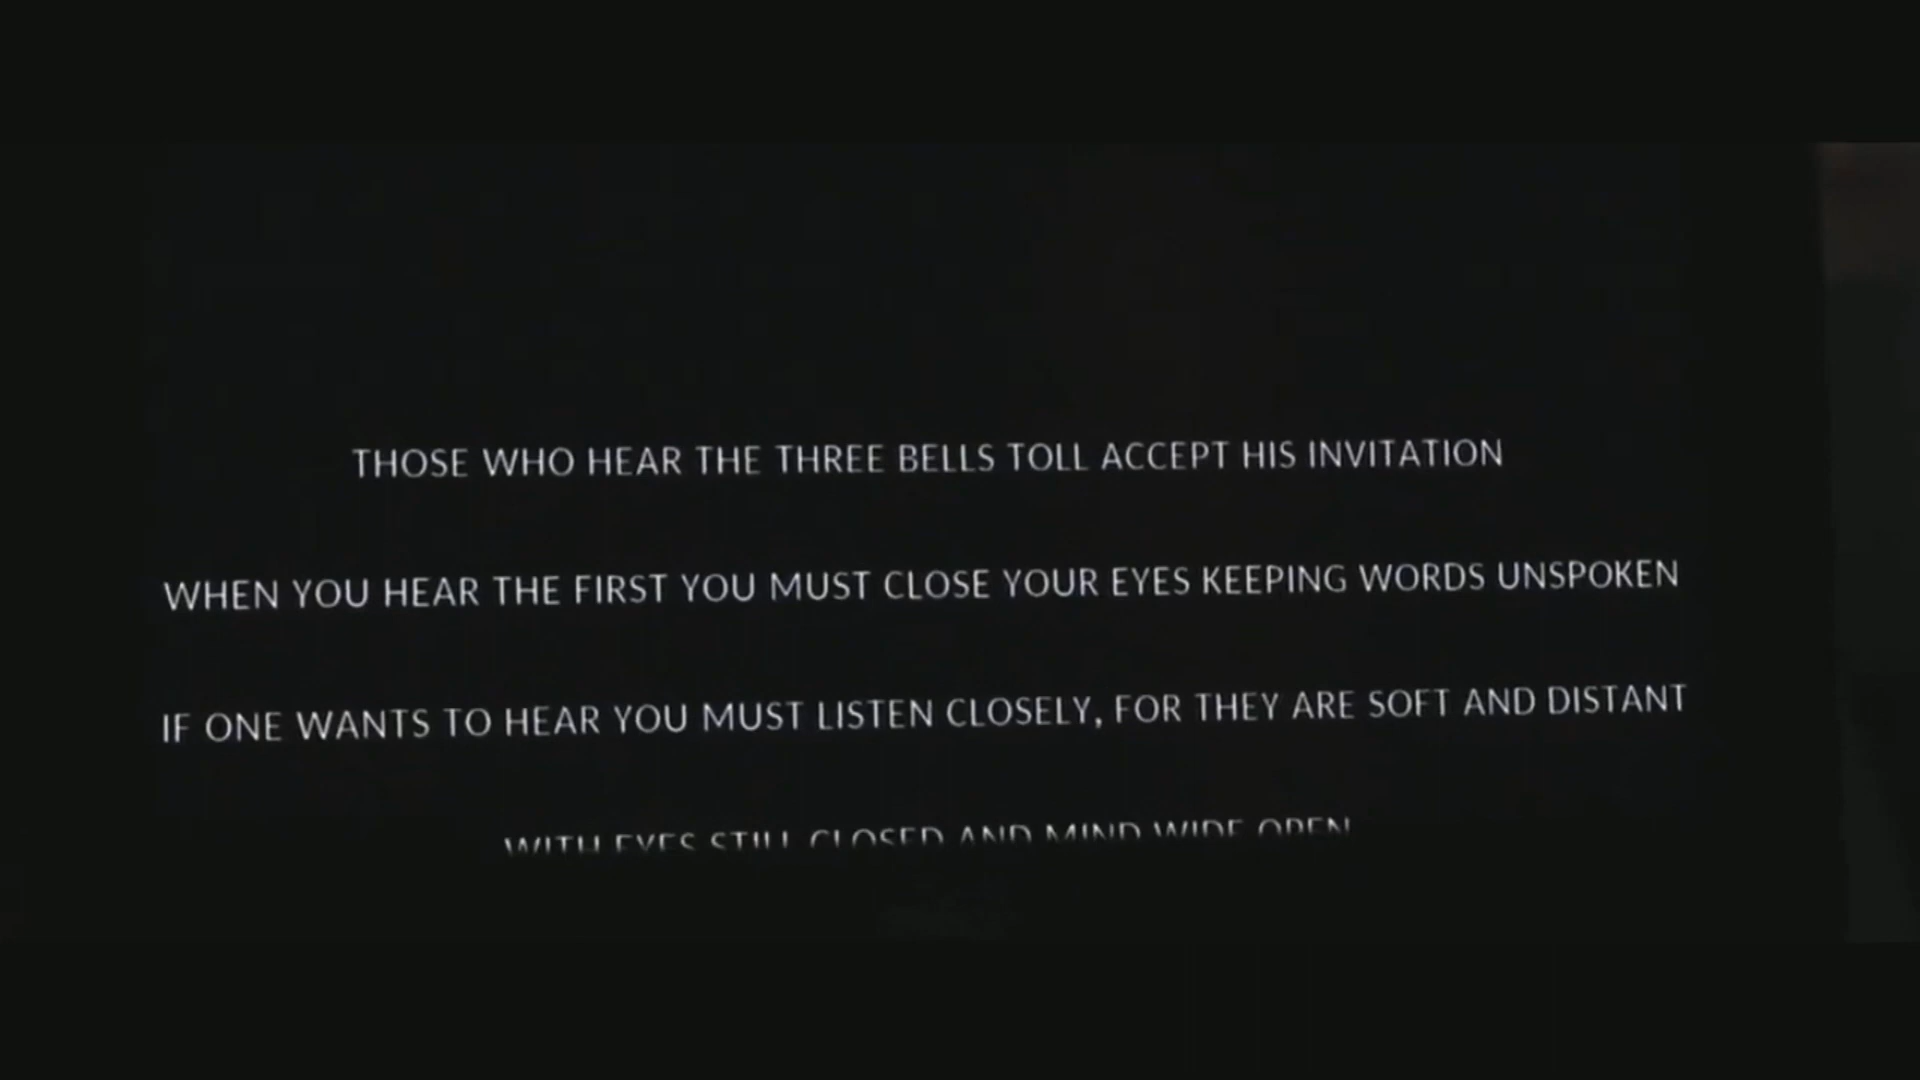 THOSE WHO HEAR THE THREE BELLS TOLL ACCEPT HIS INVITATION
WHEN YOU HEAR THE FIRST YOU MUST CLOSE YOUR EYES KEEPING WORDS UNSPOKEN
IF ONE WANTS TO HEAR YOU MUST LISTEN CLOSELY, FOR THEY ARE SOFT AND DISTANT
WITH EYES STILL CLOSED AND MIND WIDE OPEN